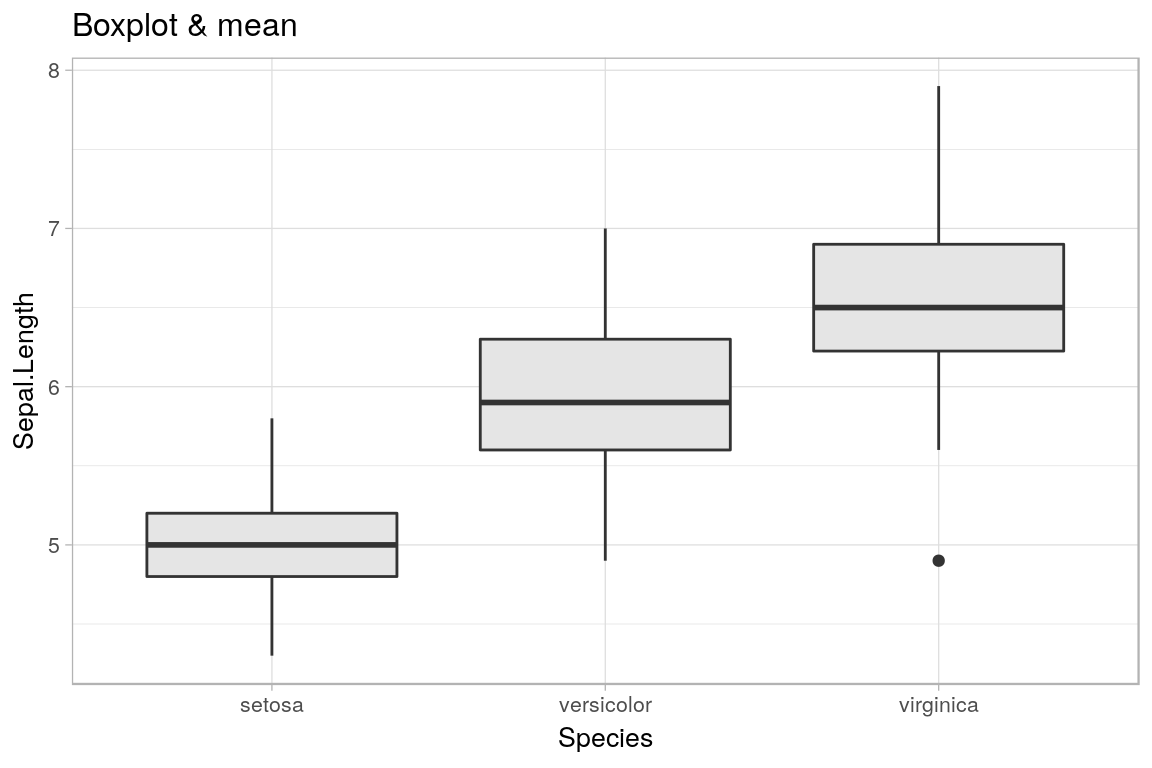 Boxplot & mean
8
7
6
5
Sepal.Length
setosa versicolor virginica
Species